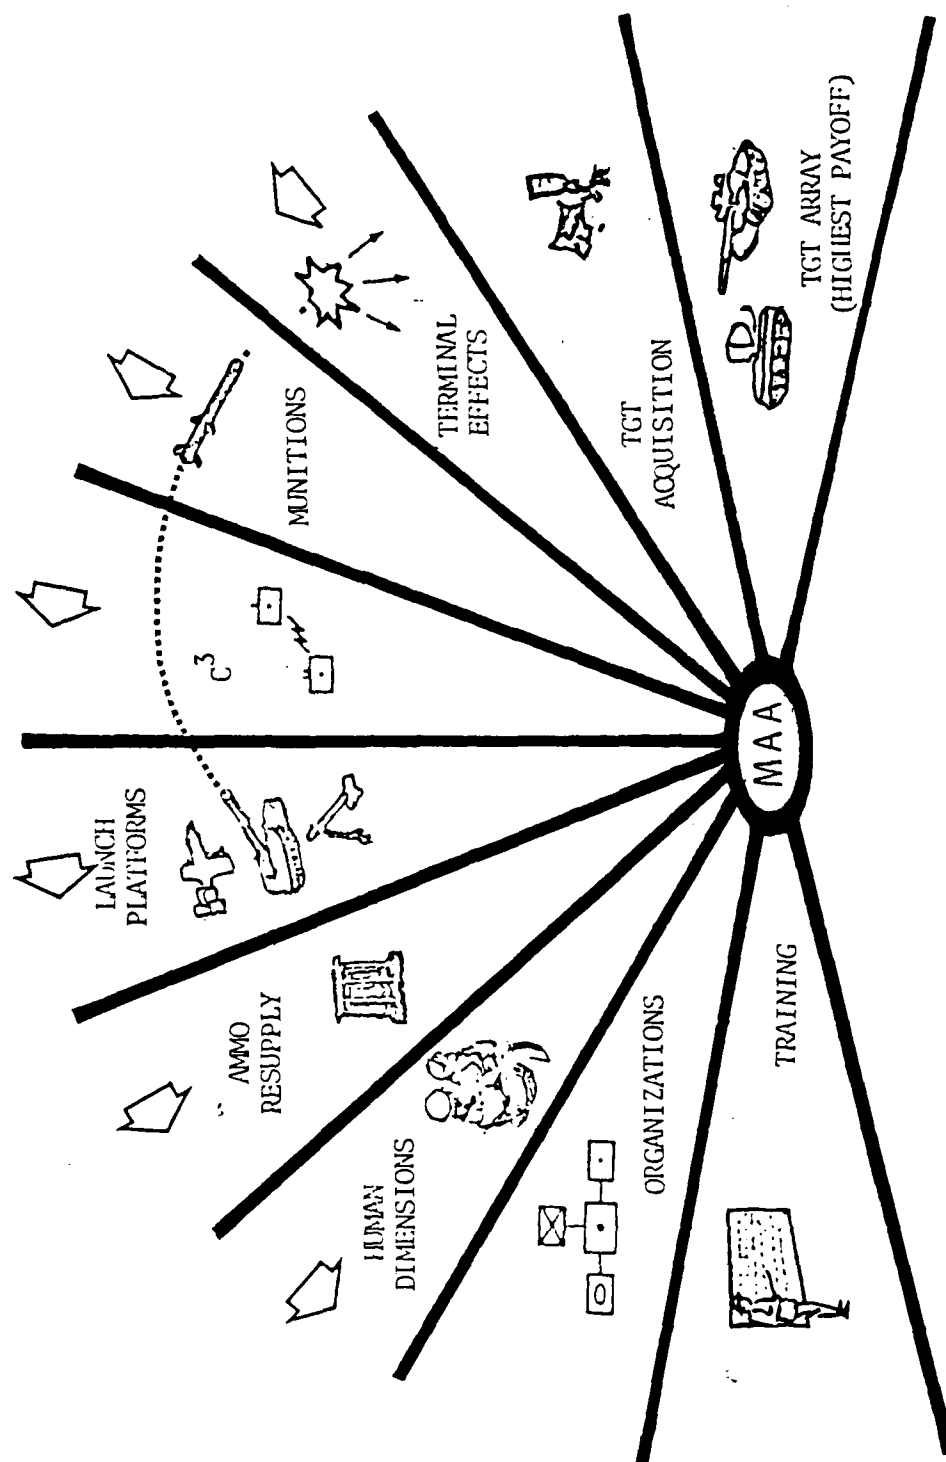 TGT ARRAY
(HIGHEST PAYOFF)
TGT
ACQUISITION
TERMINAL
EFFECTS
MUNITIONS
C³
LAUNCH
PLATFORMS
AMMO
RESUPPLY
HUMAN
DIMENSIONS
ORGANIZATIONS
TRAINING
MAA